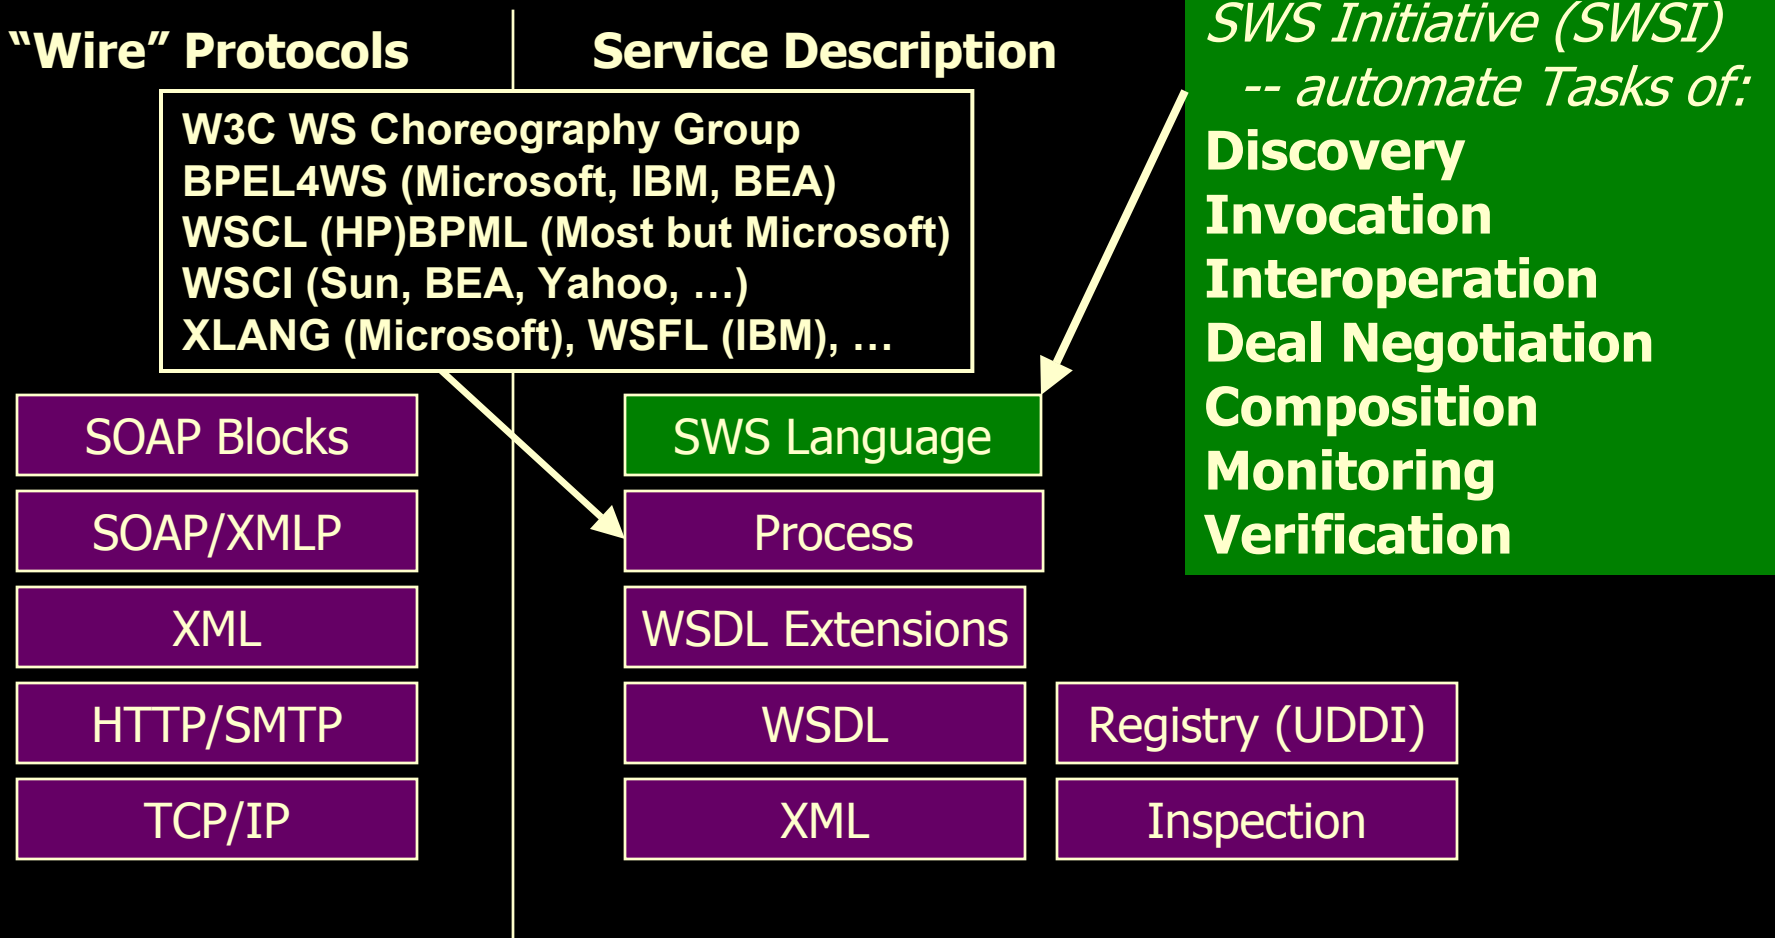 “Wire” Protocols
Service Description
W3C WS Choreography Group
BPEL4WS (Microsoft, IBM, BEA)
WSCL (HP)BPML (Most but Microsoft)
WSCI (Sun, BEA, Yahoo, …)
XLANG (Microsoft), WSFL (IBM), …
SWS Initiative (SWSI)
-- automate Tasks of:
Discovery
Invocation
Interoperation
Deal Negotiation
Composition
Monitoring
Verification
SOAP Blocks
SOAP/XMLP
XML
HTTP/SMTP
TCP/IP
SWS Language
Process
WSDL Extensions
WSDL
XML
Registry (UDDI)
Inspection